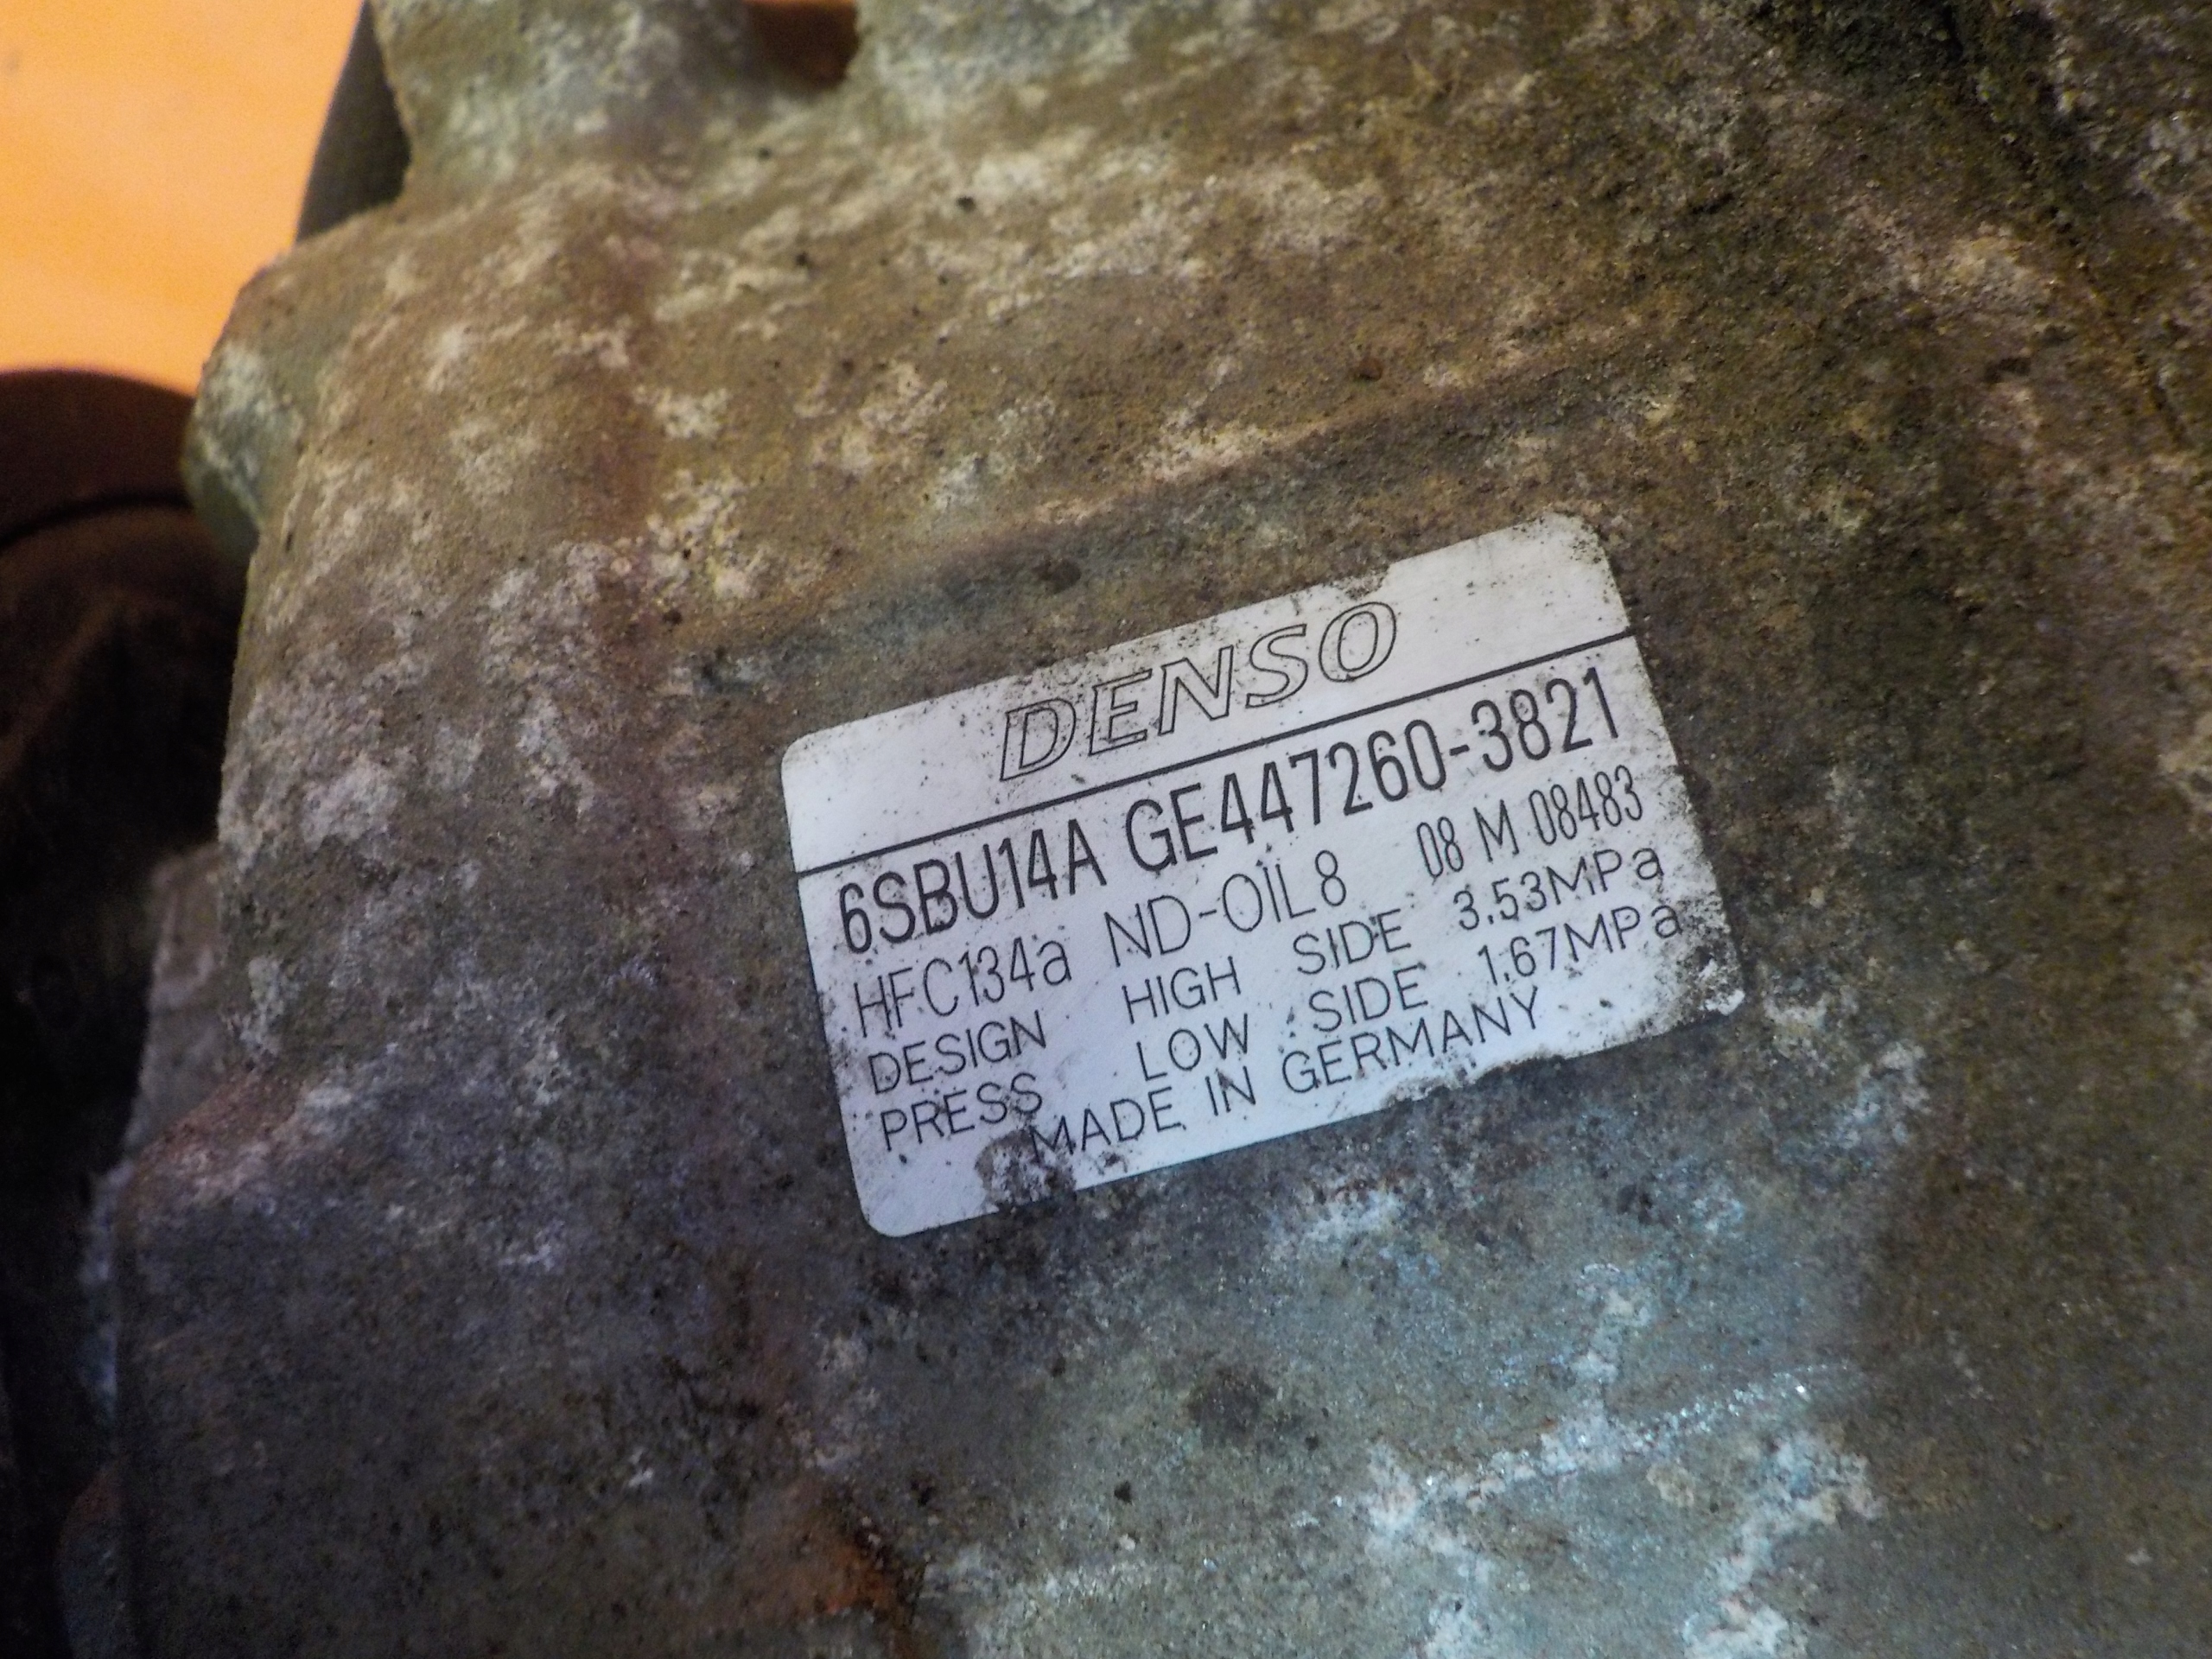 DENSO
6SBU14A GE447260-3821
HFC134a ND-OIL8 08 M 08483
DESIGN HIGH SIDE 3.53MPa
PRESS LOW SIDE 1.67MPa
MADE IN GERMANY